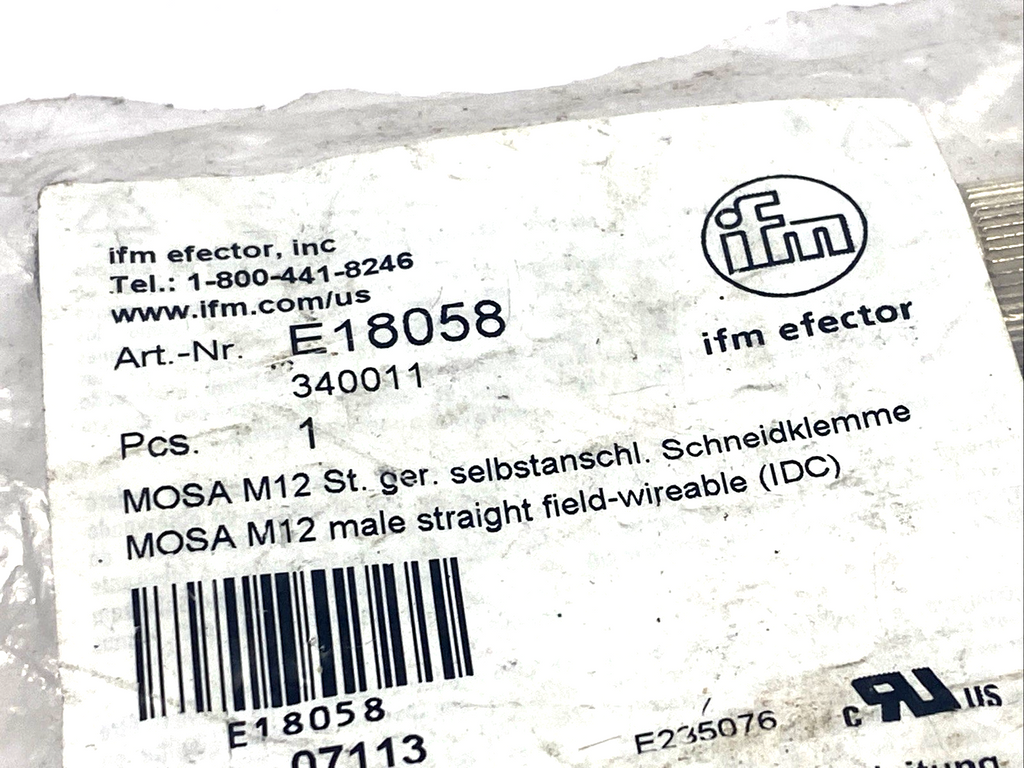 ifm efector, inc
Tel.: 1-800-441-8246
www.ifm.com/us
Art.-Nr. E18058
340011
Pcs. 1
MOSA M12 St. ger. selbstanschl. Schneidklemme
MOSA M12 male straight field-wireable (IDC)
E18058
07113
ifm
ifm efector
E235076
c RU US